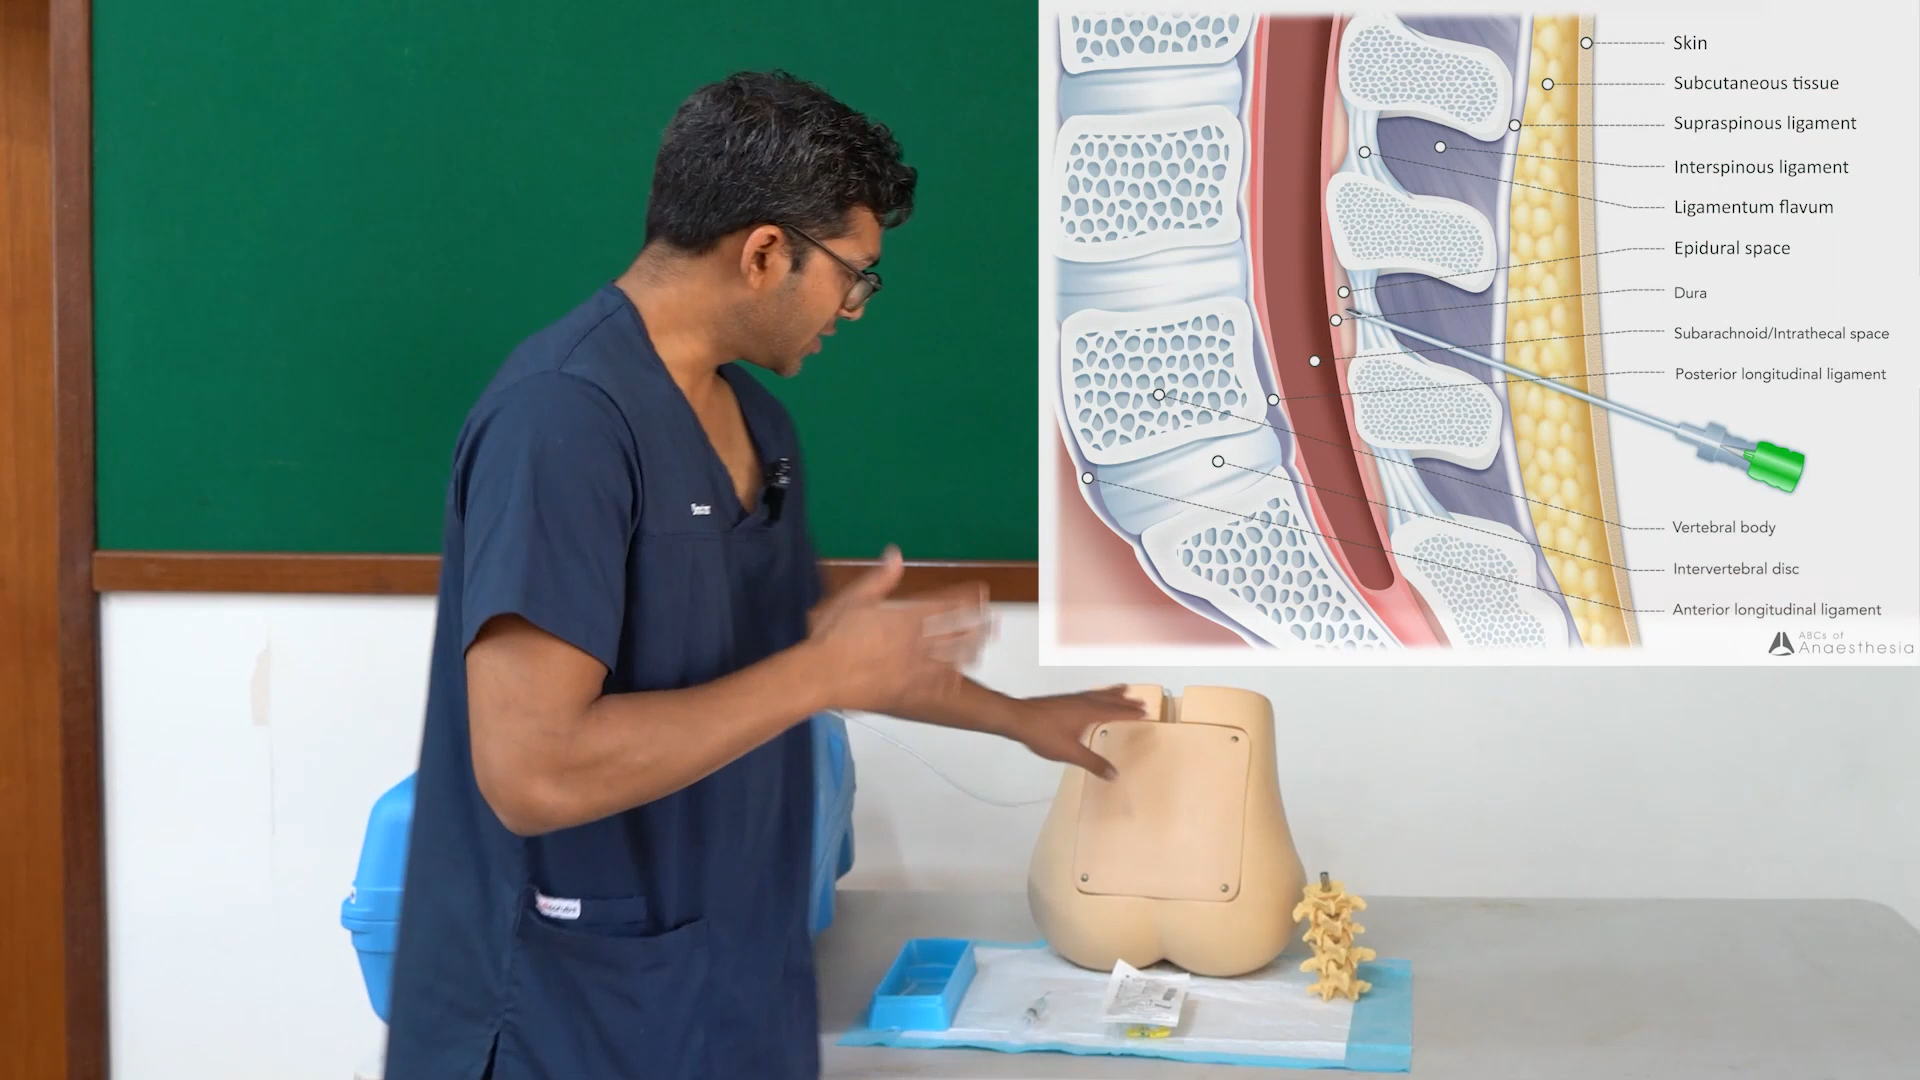 Skin
Subcutaneous tissue
Supraspinous ligament
Interspinous ligament
Ligamentum flavum
Epidural space
Dura
Subarachnoid/Intrathecal space
Posterior longitudinal ligament
Vertebral body
Intervertebral disc
Anterior longitudinal ligament
ABCs of
Anaesthesia